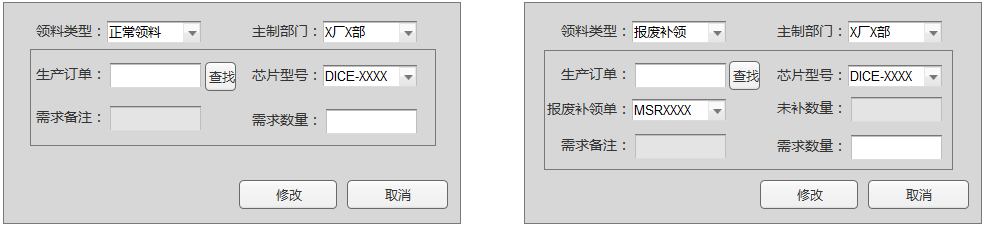 领料类型： 正常领料 主制部门： X厂X部
生产订单： 查找 芯片型号： DICE-XXXX
需求备注： 需求数量：
修改 取消
领料类型： 报废补领 主制部门： X厂X部
生产订单： 查找 芯片型号： DICE-XXXX
报废补领单： MSRXXXX 未补数量：
需求备注： 需求数量：
修改 取消